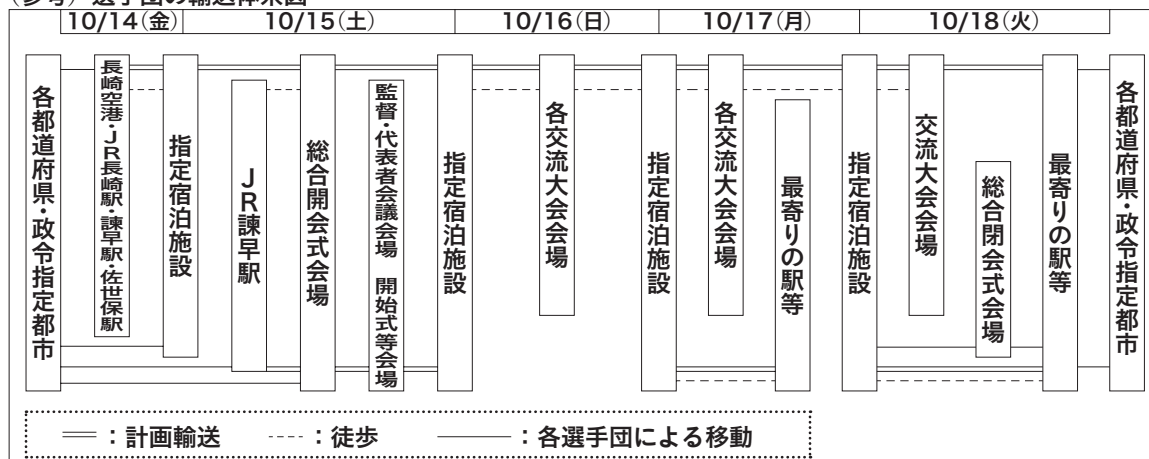 (参考) 選手団の輸送体系図
10/14(金)
10/15(土)
10/16(日)
10/17(月)
10/18(火)
各都道府県・政令指定都市
長崎空港・JR長崎駅・諫早駅・佐世保駅
指定宿泊施設
JR諫早駅
総合開会式会場
監督・代表者会議会場 開始式等会場
指定宿泊施設
各交流大会会場
指定宿泊施設
各交流大会会場
最寄りの駅等
指定宿泊施設
交流大会会場
総合閉会式会場
最寄りの駅等
各都道府県・政令指定都市
：計画輸送 ：徒歩 ：各選手団による移動